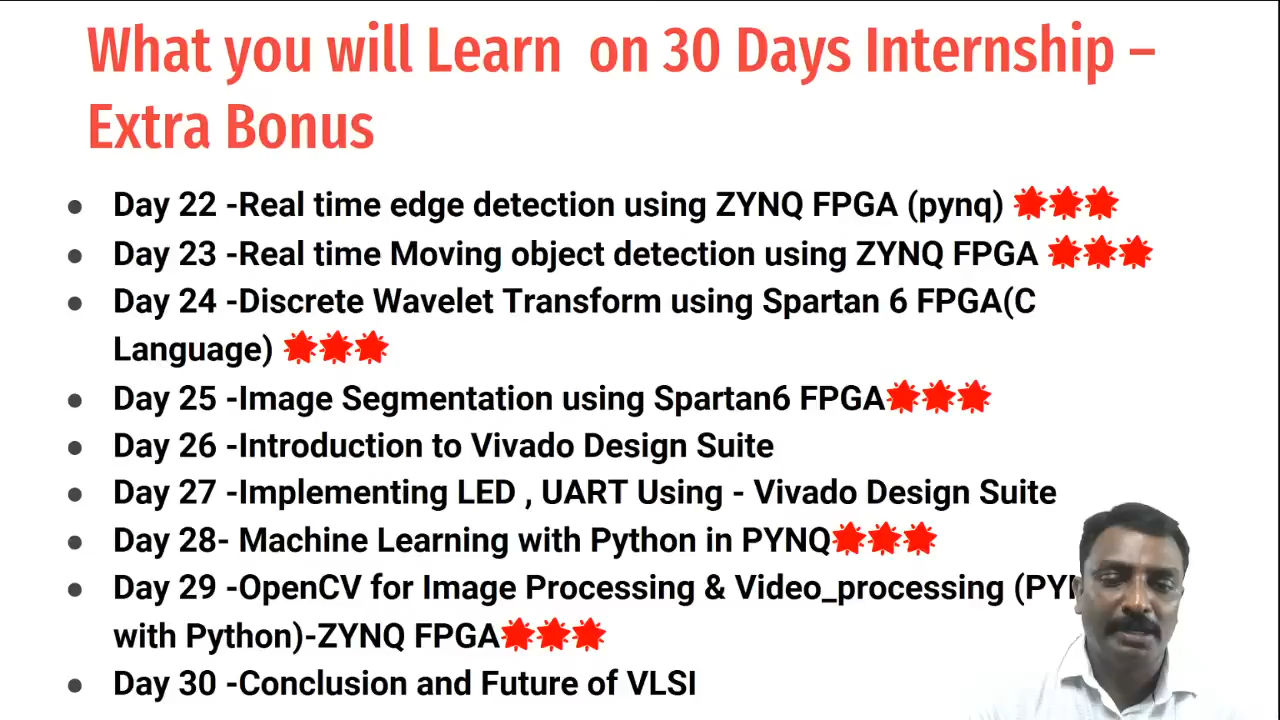 What you will Learn on 30 Days Internship –
Extra Bonus
● Day 22 -Real time edge detection using ZYNQ FPGA (pynq)
● Day 23 -Real time Moving object detection using ZYNQ FPGA
● Day 24 -Discrete Wavelet Transform using Spartan 6 FPGA(C
Language)
● Day 25 -Image Segmentation using Spartan6 FPGA
● Day 26 -Introduction to Vivado Design Suite
● Day 27 -Implementing LED , UART Using - Vivado Design Suite
● Day 28- Machine Learning with Python in PYNQ
● Day 29 -OpenCV for Image Processing & Video_processing
with Python)-ZYNQ FPGA
● Day 30 -Conclusion and Future of VLSI